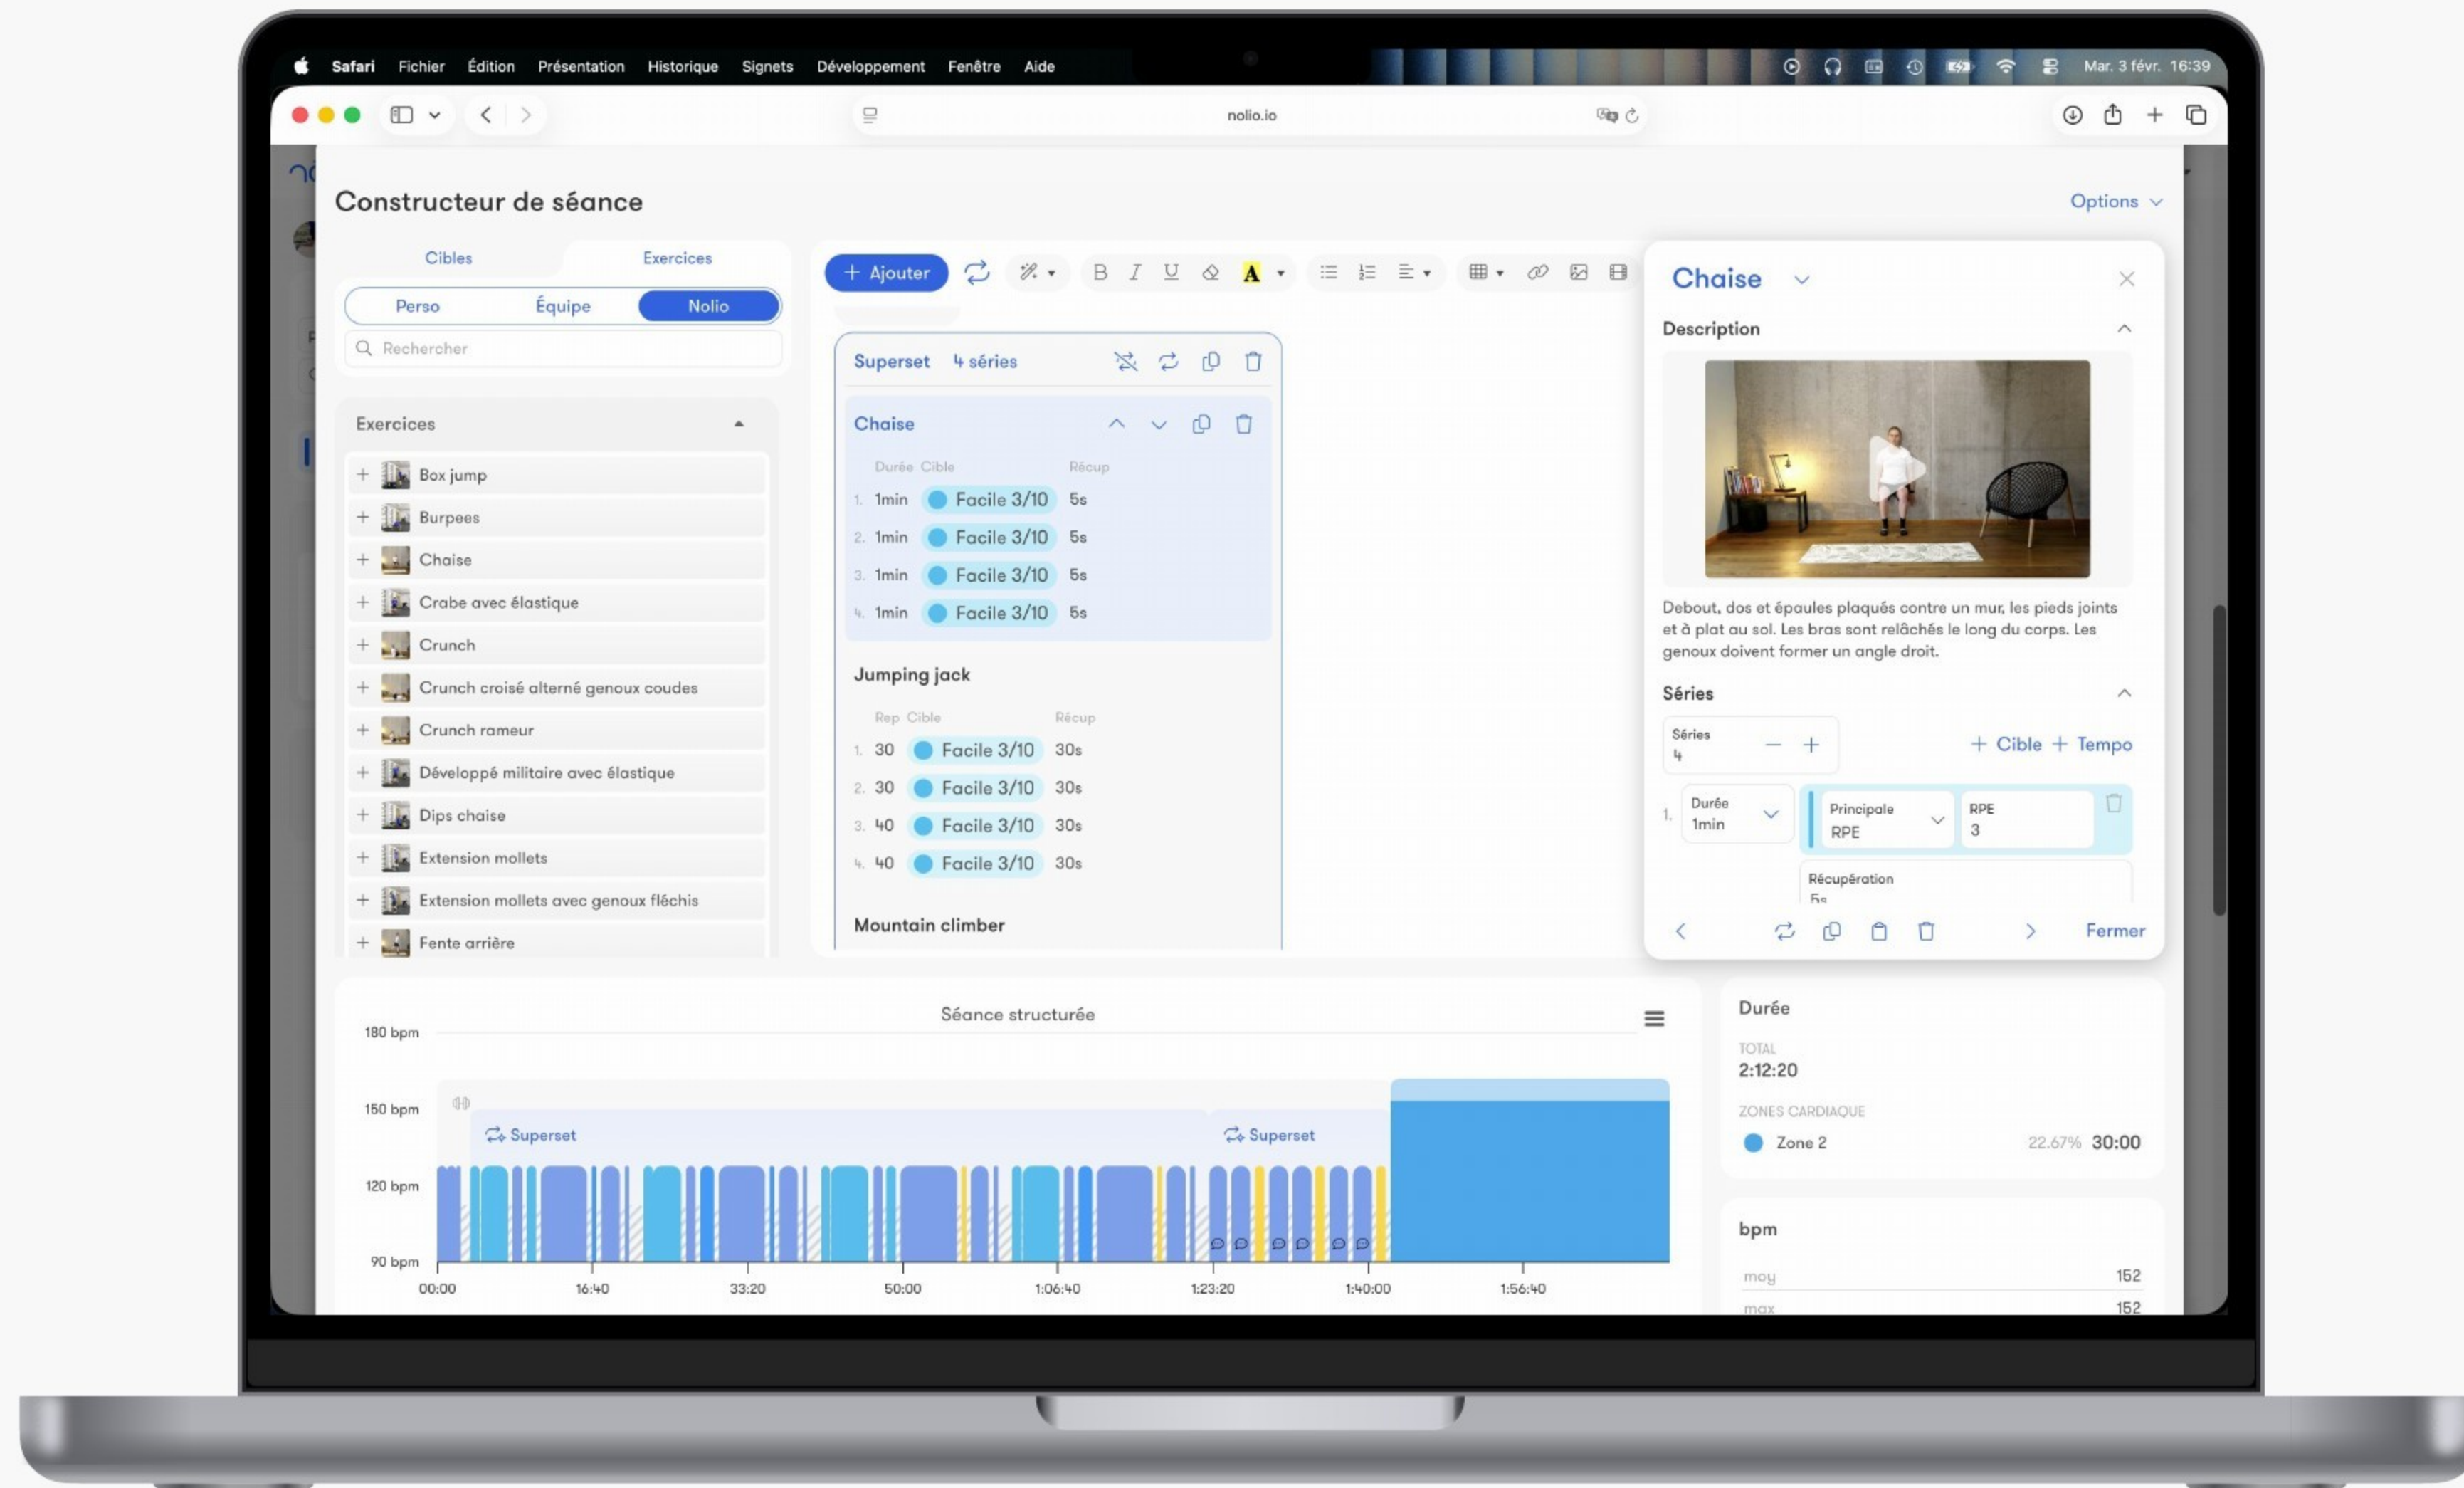 Safari Fichier Édition Présentation Historique Signets Développement Fenêtre Aide
Mar. 3 févr. 16:39
nolio.io
Constructeur de séance
Options
Cibles
Exercices
Perso
Équipe
Nolio
Rechercher
Exercices
Box jump
Burpees
Chaise
Crabe avec élastique
Crunch
Crunch croisé alterné genoux coudes
Crunch rameur
Développé militaire avec élastique
Dips chaise
Extension mollets
Extension mollets avec genoux fléchis
Fente arrière
+ Ajouter
B I U A
Superset 4 séries
Chaise
Durée Cible Récup
1. 1min Facile 3/10 5s
2. 1min Facile 3/10 5s
3. 1min Facile 3/10 5s
4. 1min Facile 3/10 5s
Jumping jack
Rep Cible Récup
1. 30 Facile 3/10 30s
2. 30 Facile 3/10 30s
3. 40 Facile 3/10 30s
4. 40 Facile 3/10 30s
Mountain climber
Chaise
Description
Debout, dos et épaules plaqués contre un mur, les pieds joints
et à plat au sol. Les bras sont relâchés le long du corps. Les
genoux doivent former un angle droit.
Séries
Séries
4
+ Cible + Tempo
1.
Durée
1min
Principale
RPE
RPE
3
Récupération
5s
Fermer
Séance structurée
180 bpm
150 bpm
120 bpm
90 bpm
Superset
Superset
00:00 16:40 33:20 50:00 1:06:40 1:23:20 1:40:00 1:56:40
Durée
TOTAL
2:12:20
ZONES CARDIAQUE
Zone 2 22.67% 30:00
bpm
moy 152
max 152